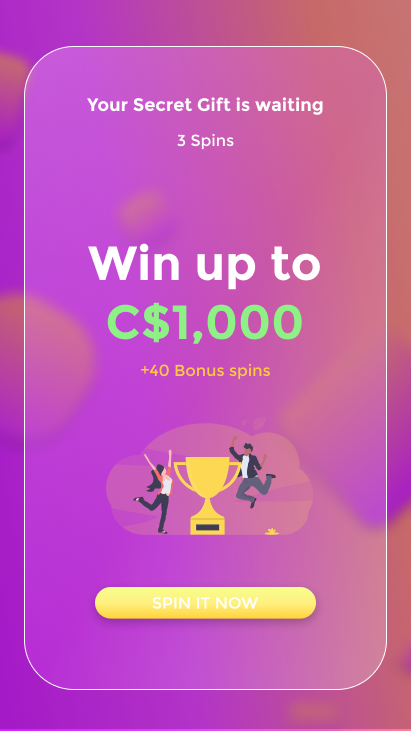 Your Secret Gift is waiting
3 Spins
Win up to
C$1,000
+40 Bonus spins
SPIN IT NOW